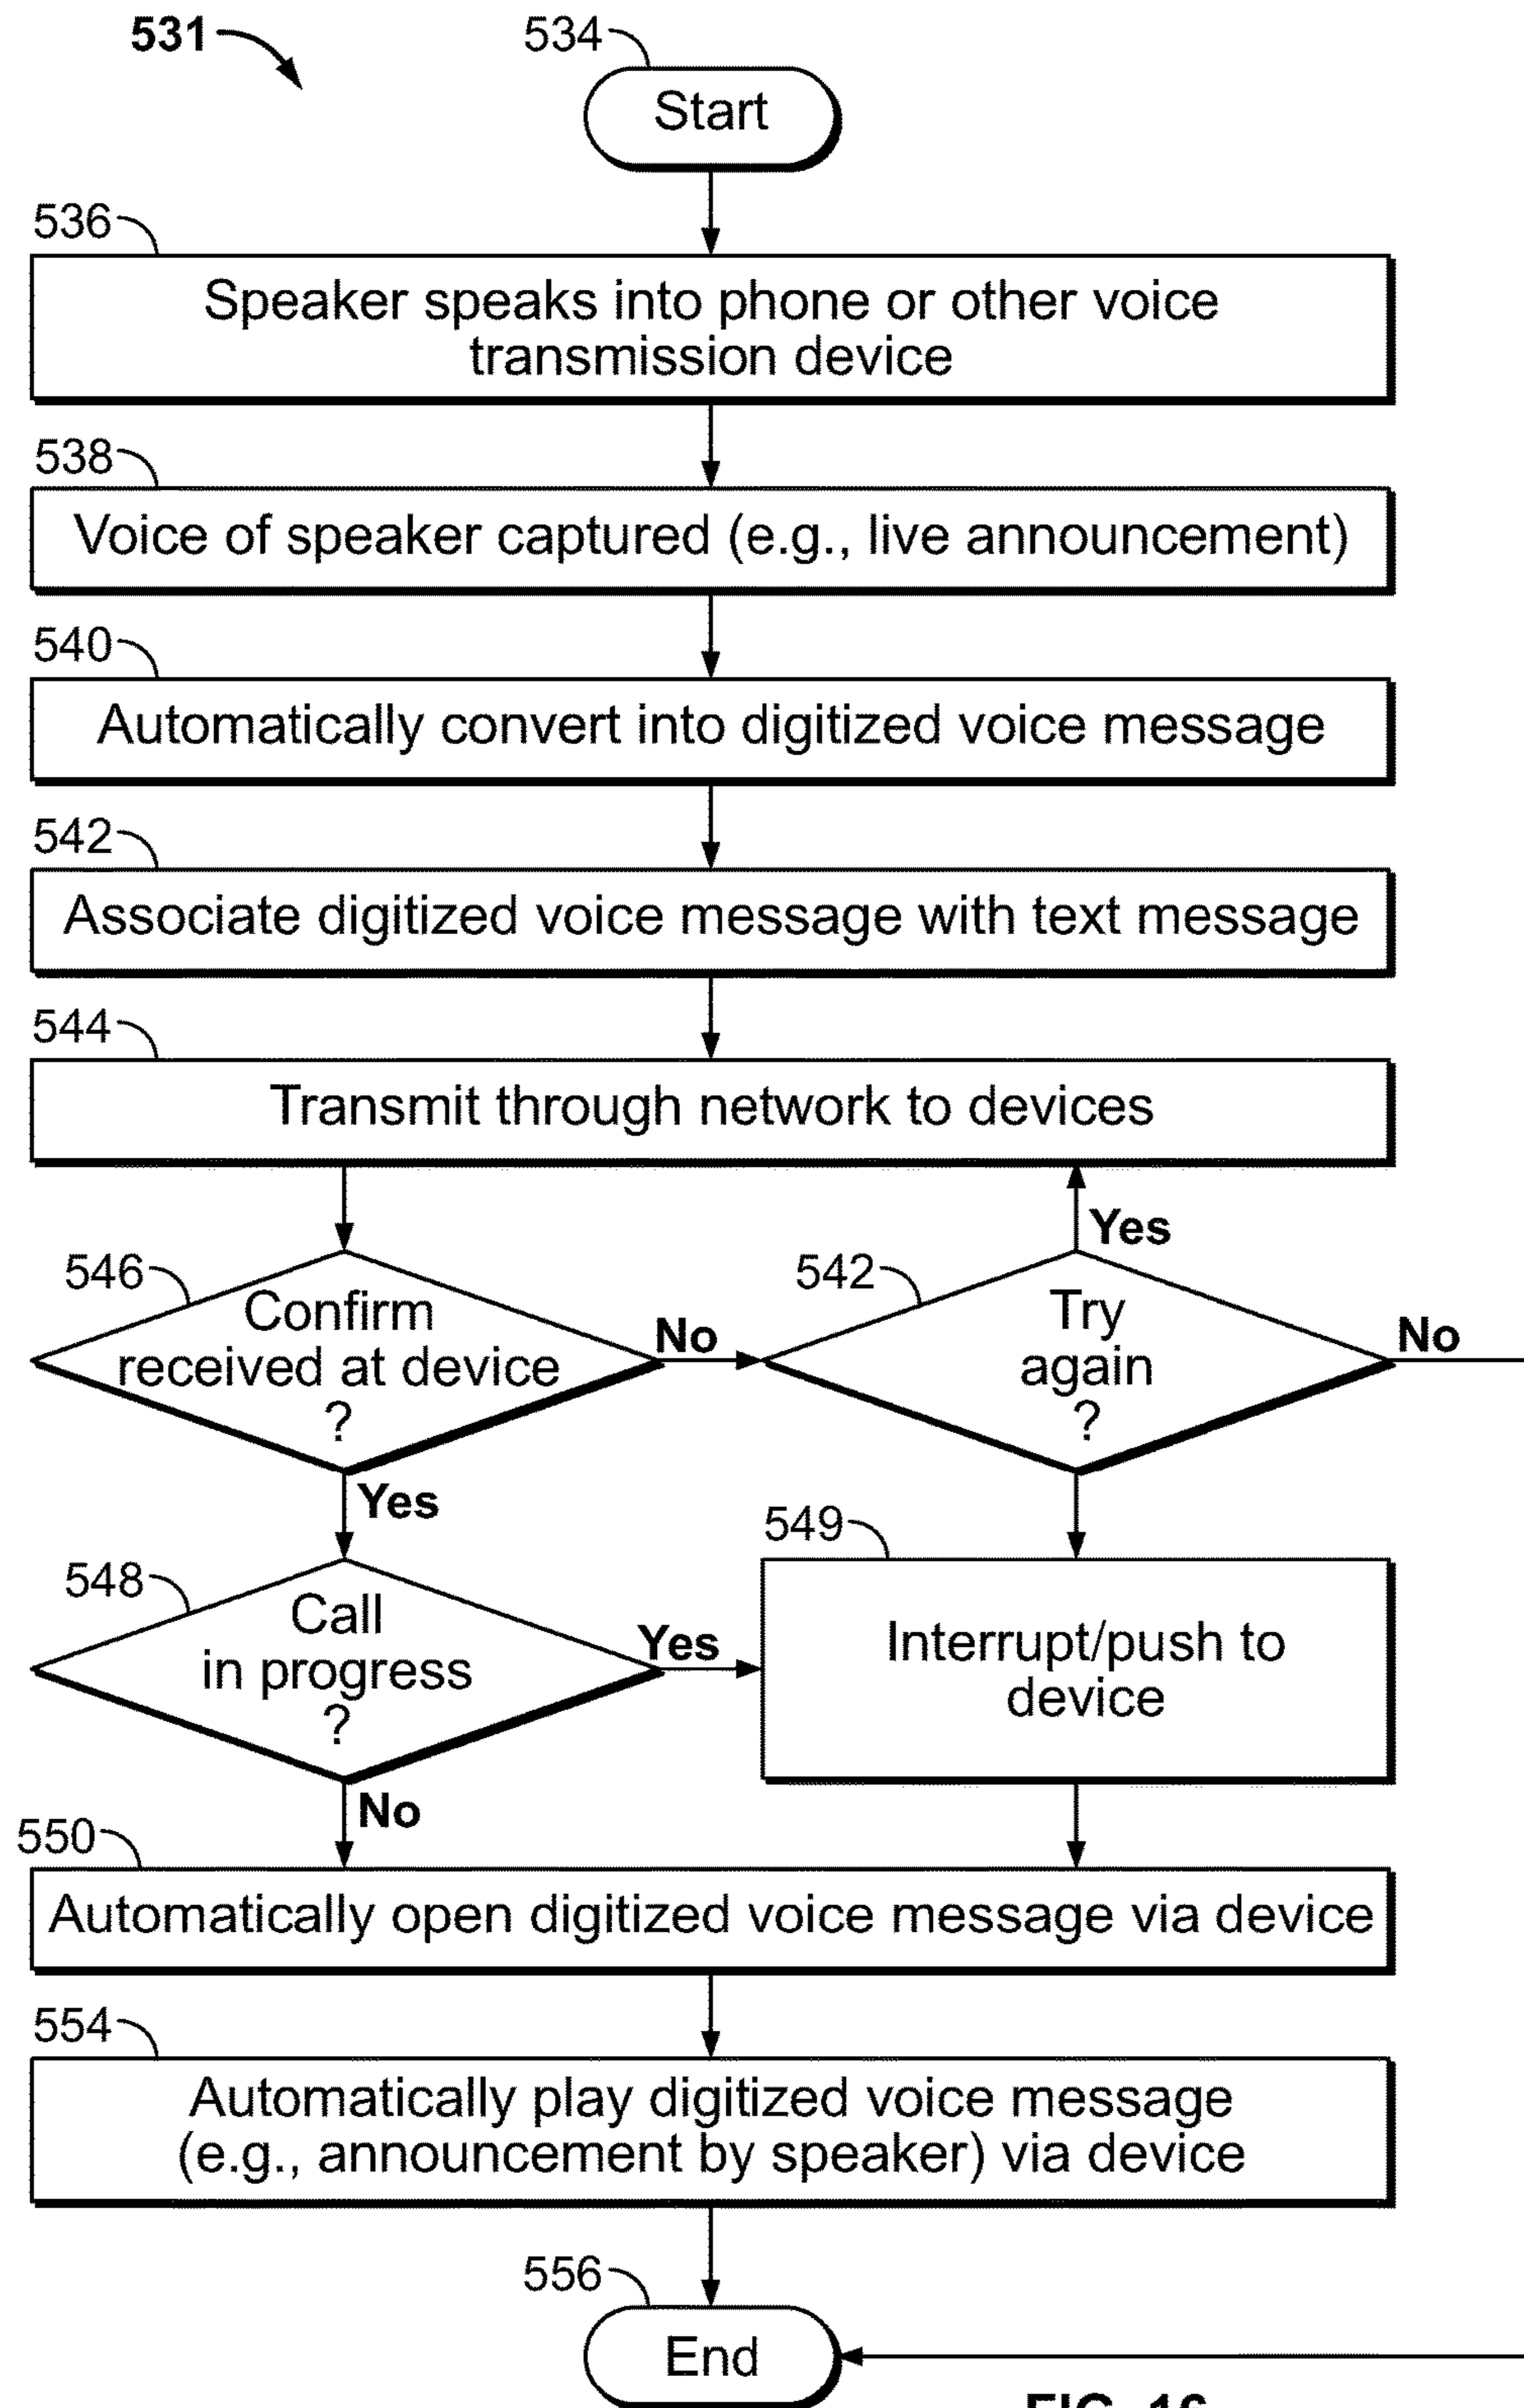 531
534
Start
536
Speaker speaks into phone or other voice
transmission device
538
Voice of speaker captured (e.g., live announcement)
540
Automatically convert into digitized voice message
542
Associate digitized voice message with text message
544
Transmit through network to devices
546
Confirm
received at device
?
No
Yes
542
Try
again
?
Yes
No
548
Call
in progress
?
Yes
No
549
Interrupt/push to
device
550
Automatically open digitized voice message via device
554
Automatically play digitized voice message
(e.g., announcement by speaker) via device
556
End
FIG. 16